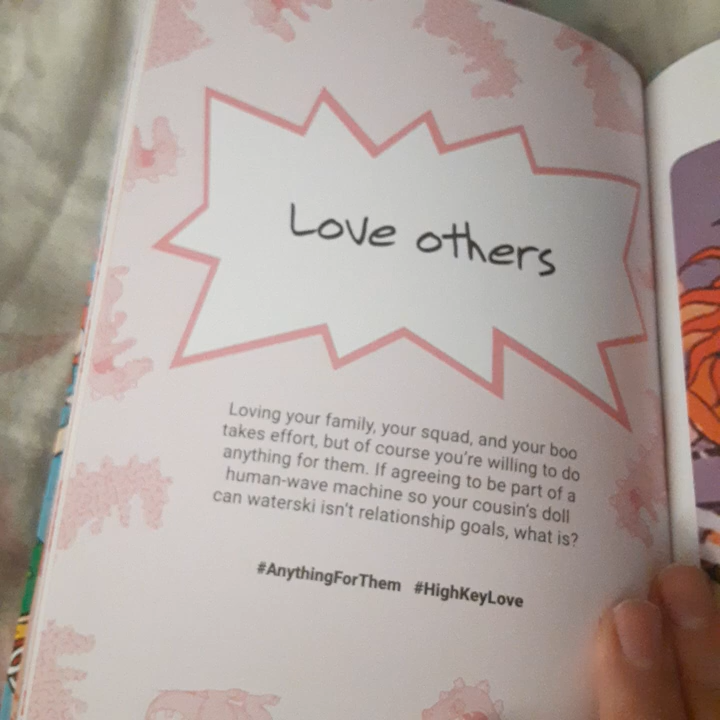 Love others
Loving your family, your squad, and your boo
takes effort, but of course you're willing to do
anything for them. If agreeing to be part of a
human-wave machine so your cousin's doll
can waterski isn't relationship goals, what is?
#AnythingForThem #HighKeyLove